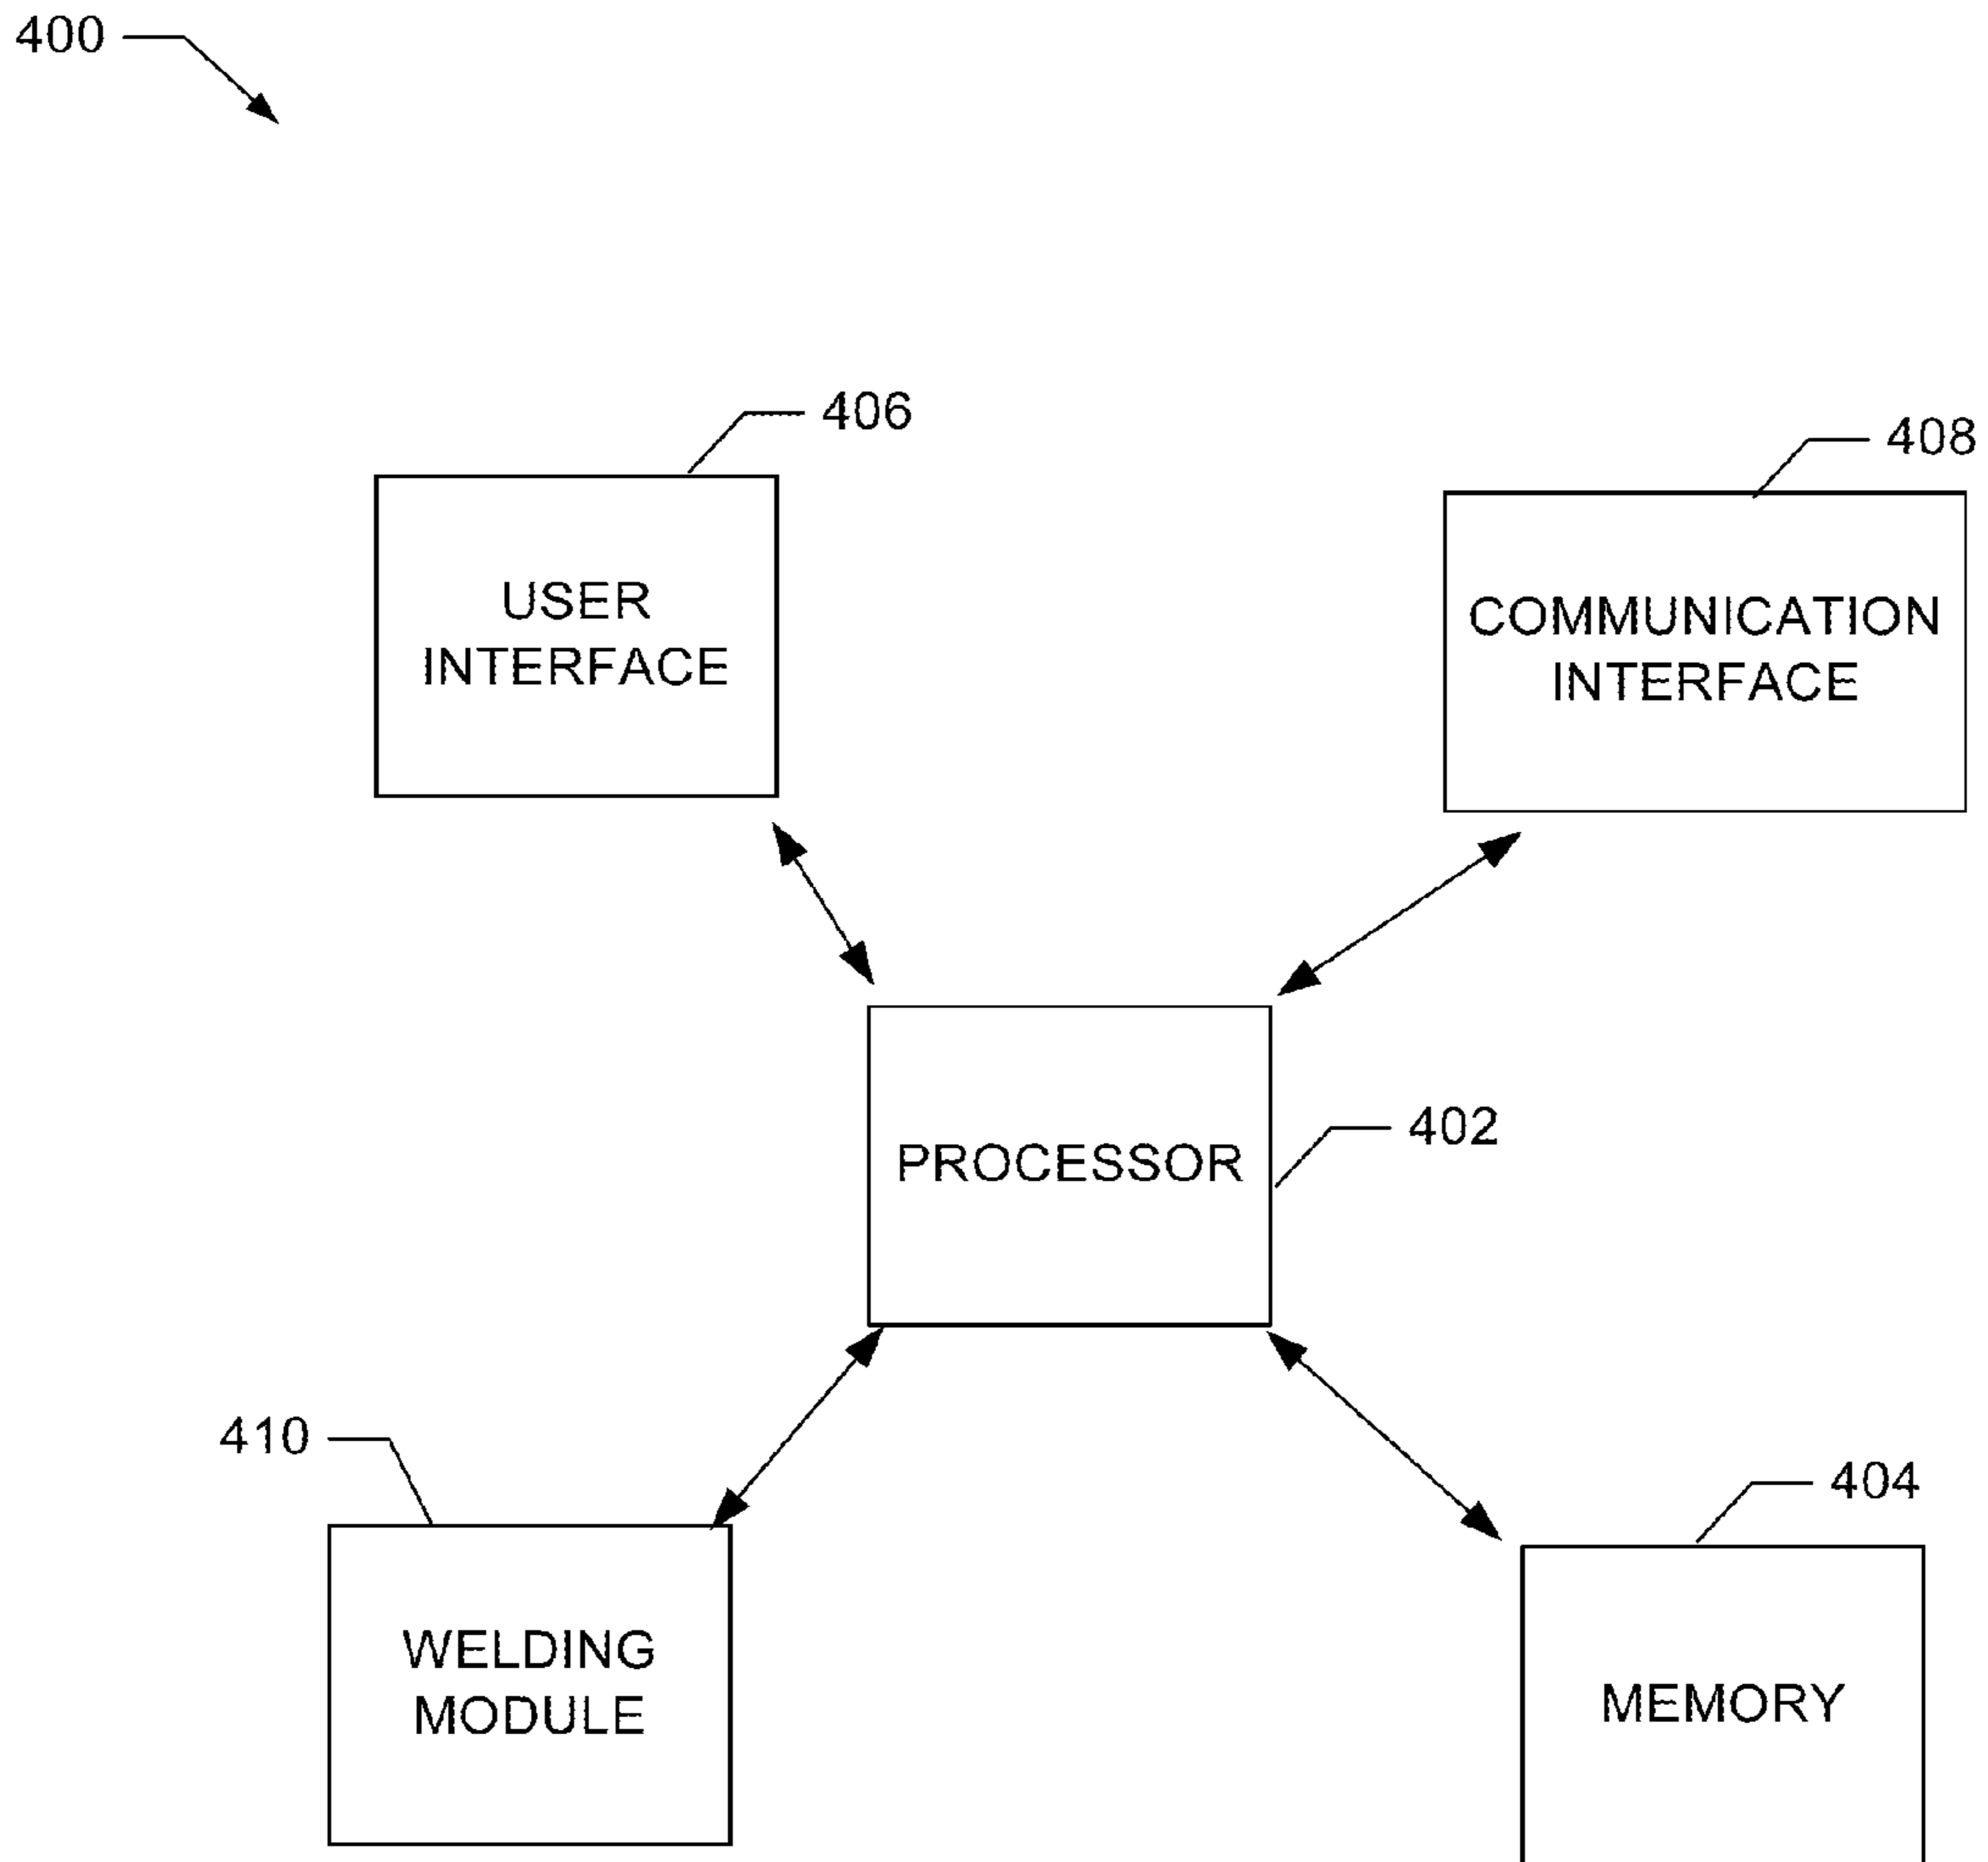 400
406
408
USER
INTERFACE
COMMUNICATION
INTERFACE
402
PROCESSOR
410
404
WELDING
MODULE
MEMORY